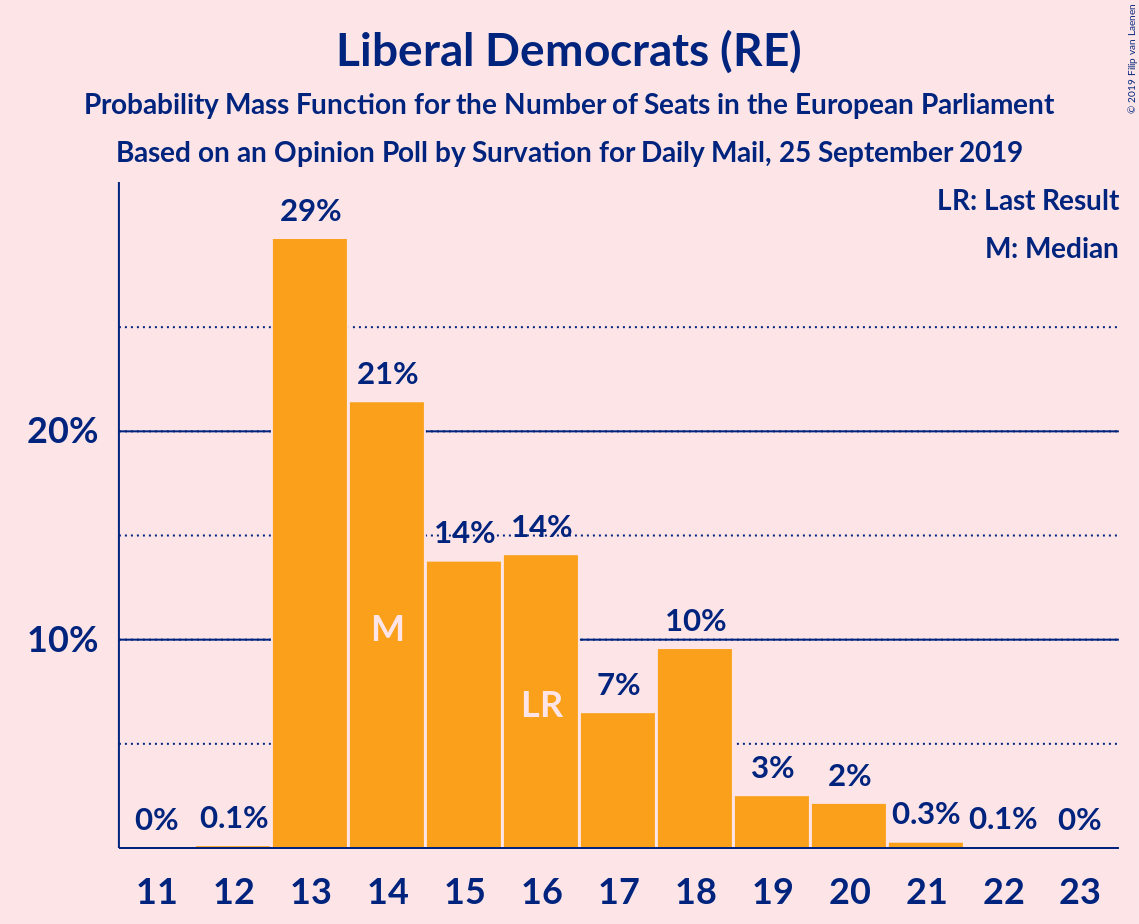 Liberal Democrats (RE)
Probability Mass Function for the Number of Seats in the European Parliament
Based on an Opinion Poll by Survation for Daily Mail, 25 September 2019
© 2019 Filip van Laenen
LR: Last Result
M: Median
29%
21%
20%
14% 14%
10%
10%
M
7%
LR
3%
2%
0% 0.1% 0.3% 0.1% 0%
11 12 13 14 15 16 17 18 19 20 21 22 23